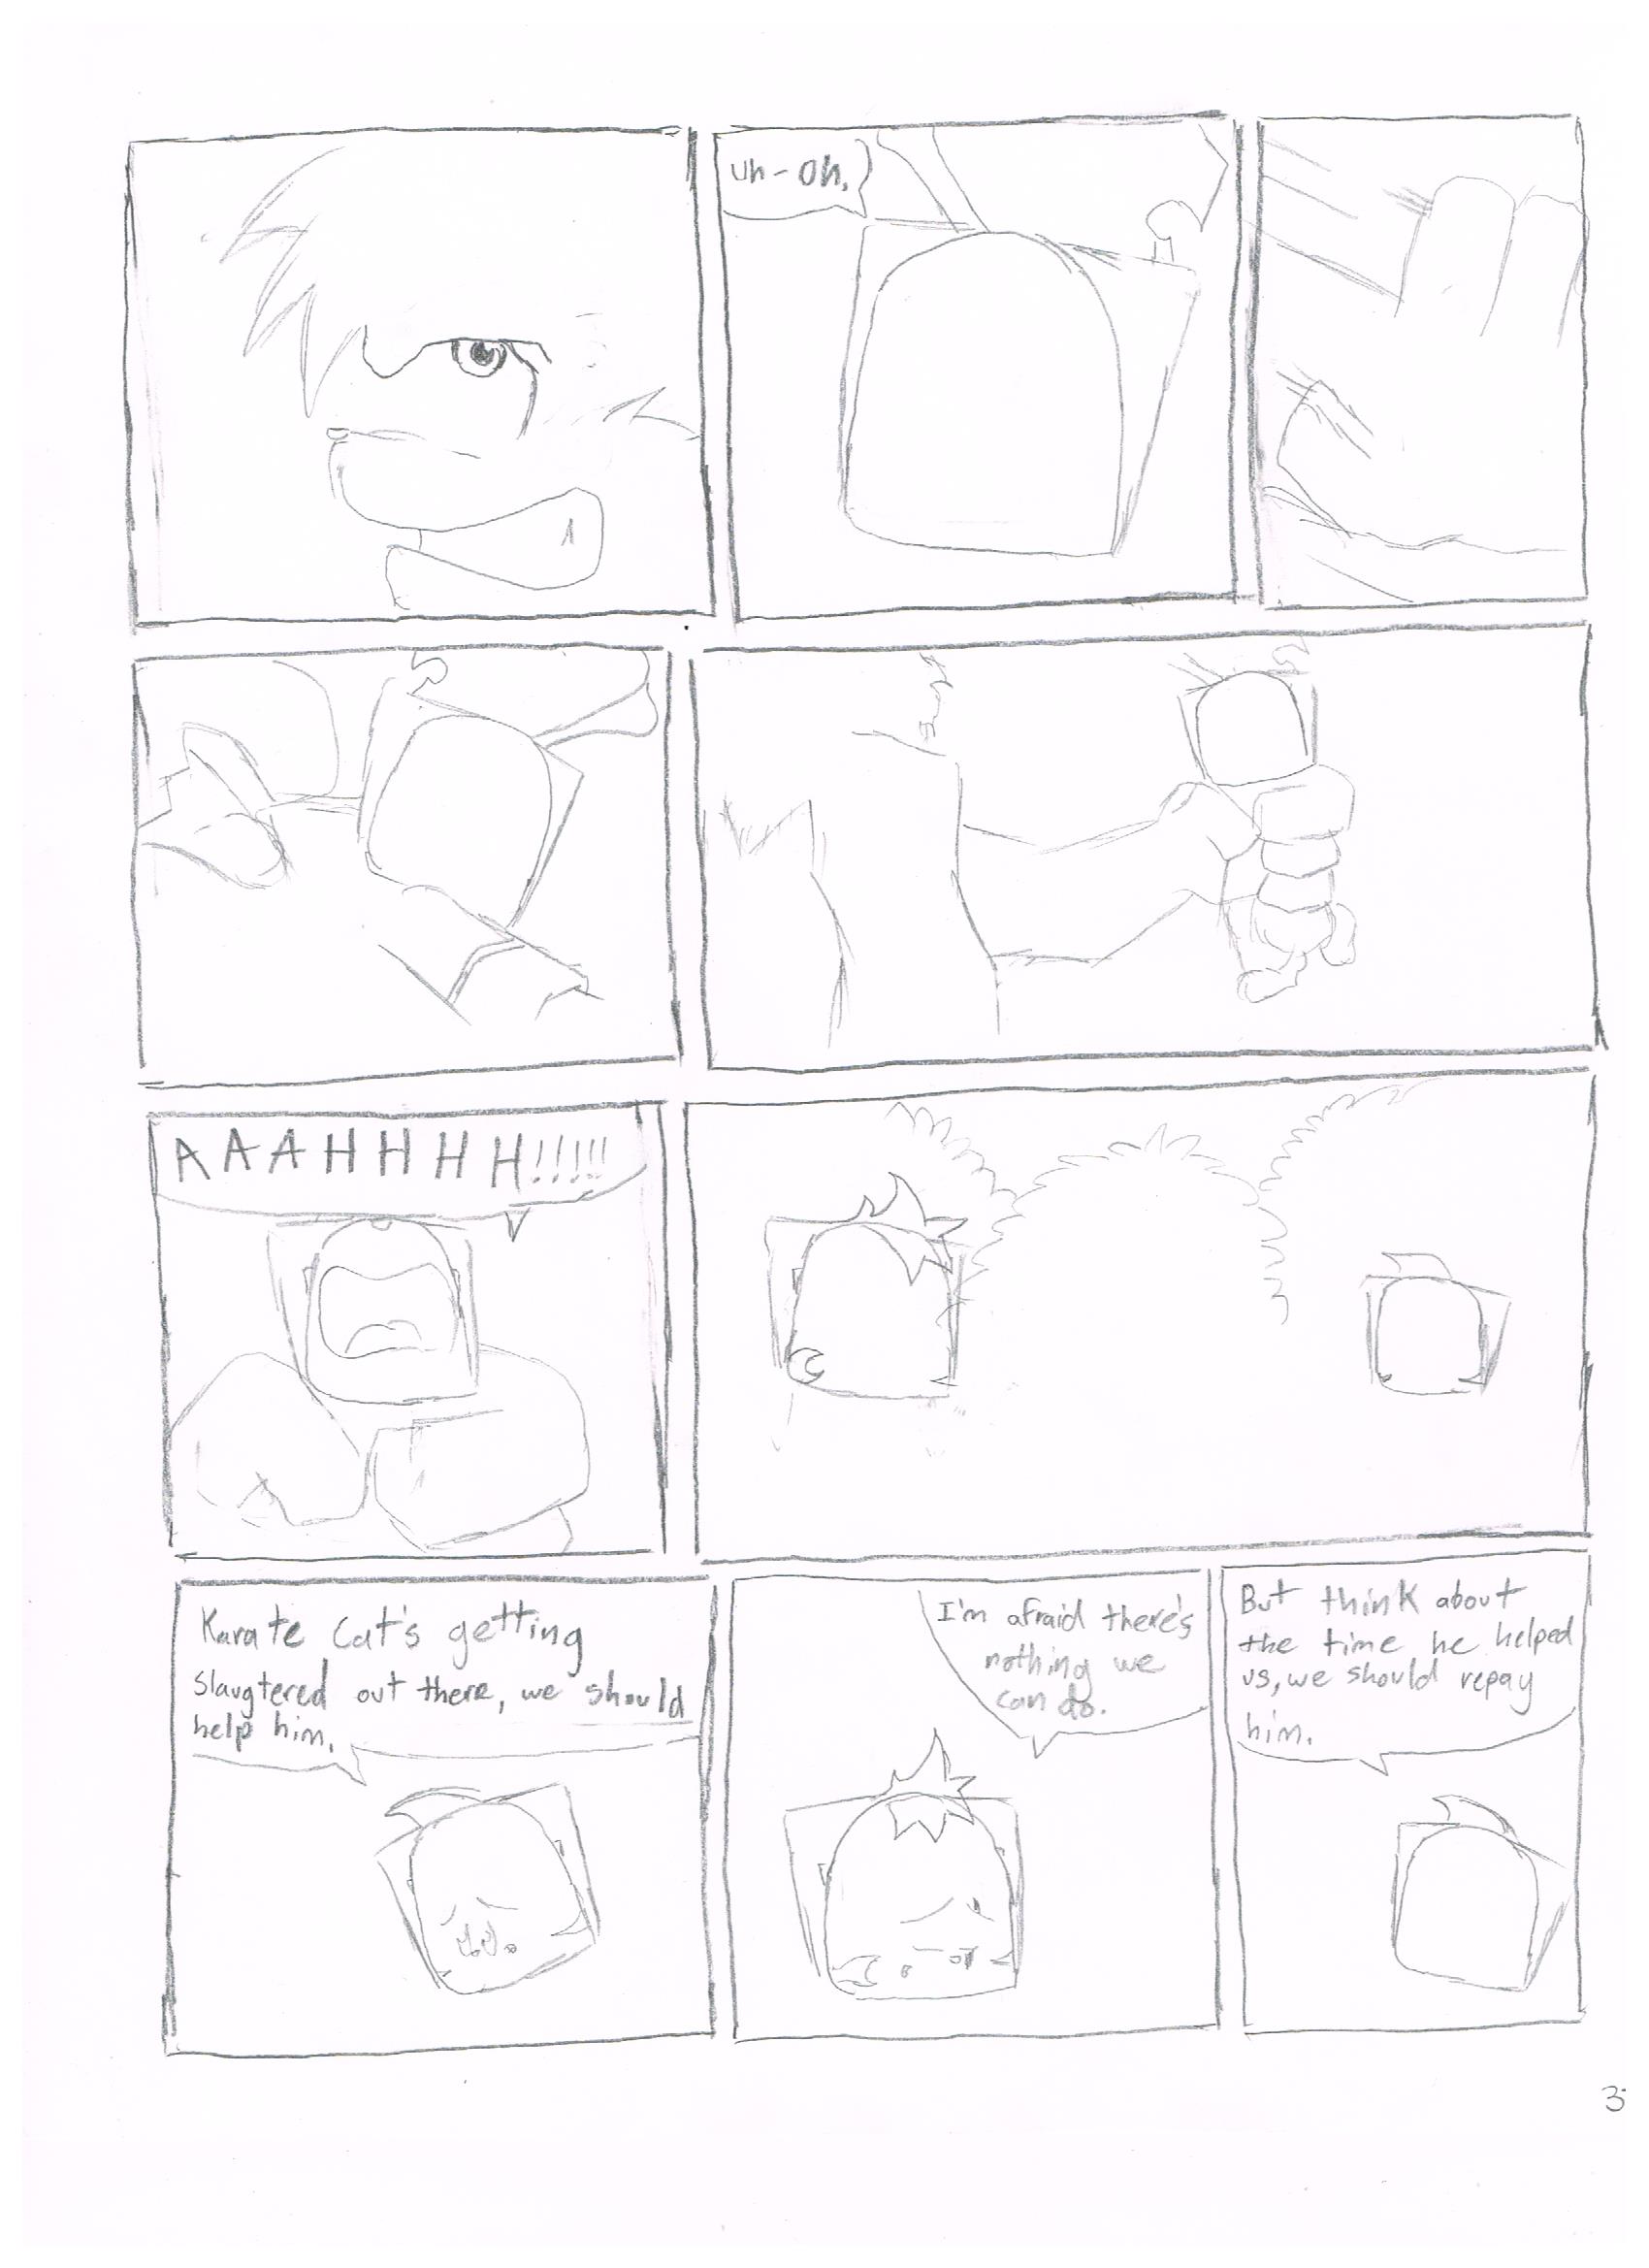 uh-oh.
AAAHHHH!!!!!
Karate Cat's getting
slaugtered out there, we should
help him.
I'm afraid there's
nothing we
can do.
But think about
the time he helped
us, we should repay
him.
3